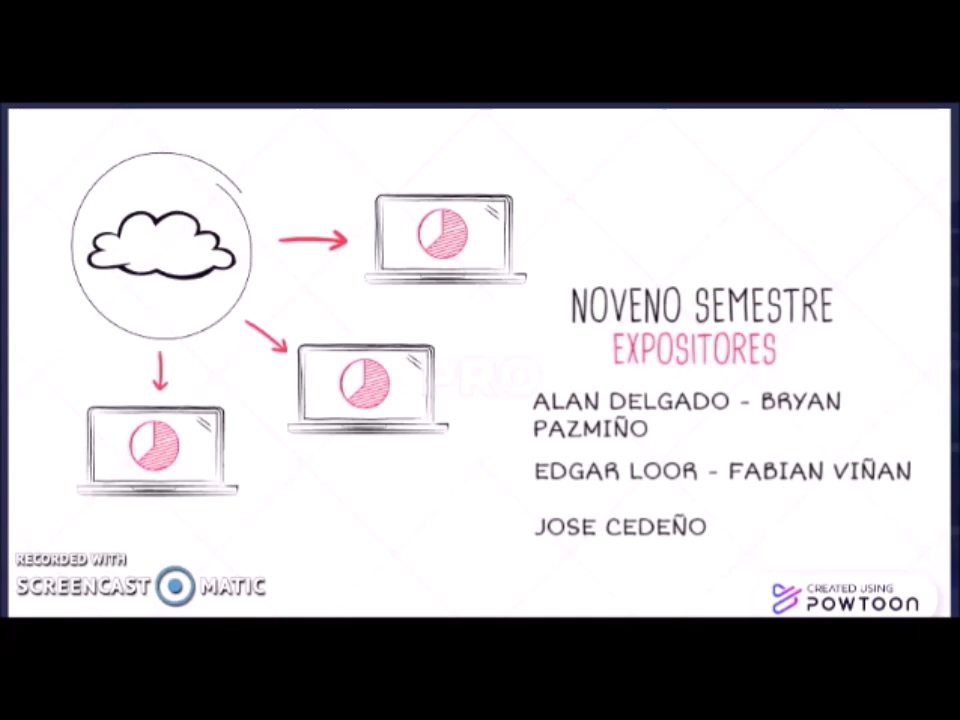 NOVENO SEMESTRE
EXPOSITORES
ALAN DELGADO - BRYAN
PAZMIÑO
EDGAR LOOR - FABIAN VIÑAN
JOSE CEDEÑO
RECORDED WITH
SCREENCAST MATIC
CREATED USING
POWTOON
PRO